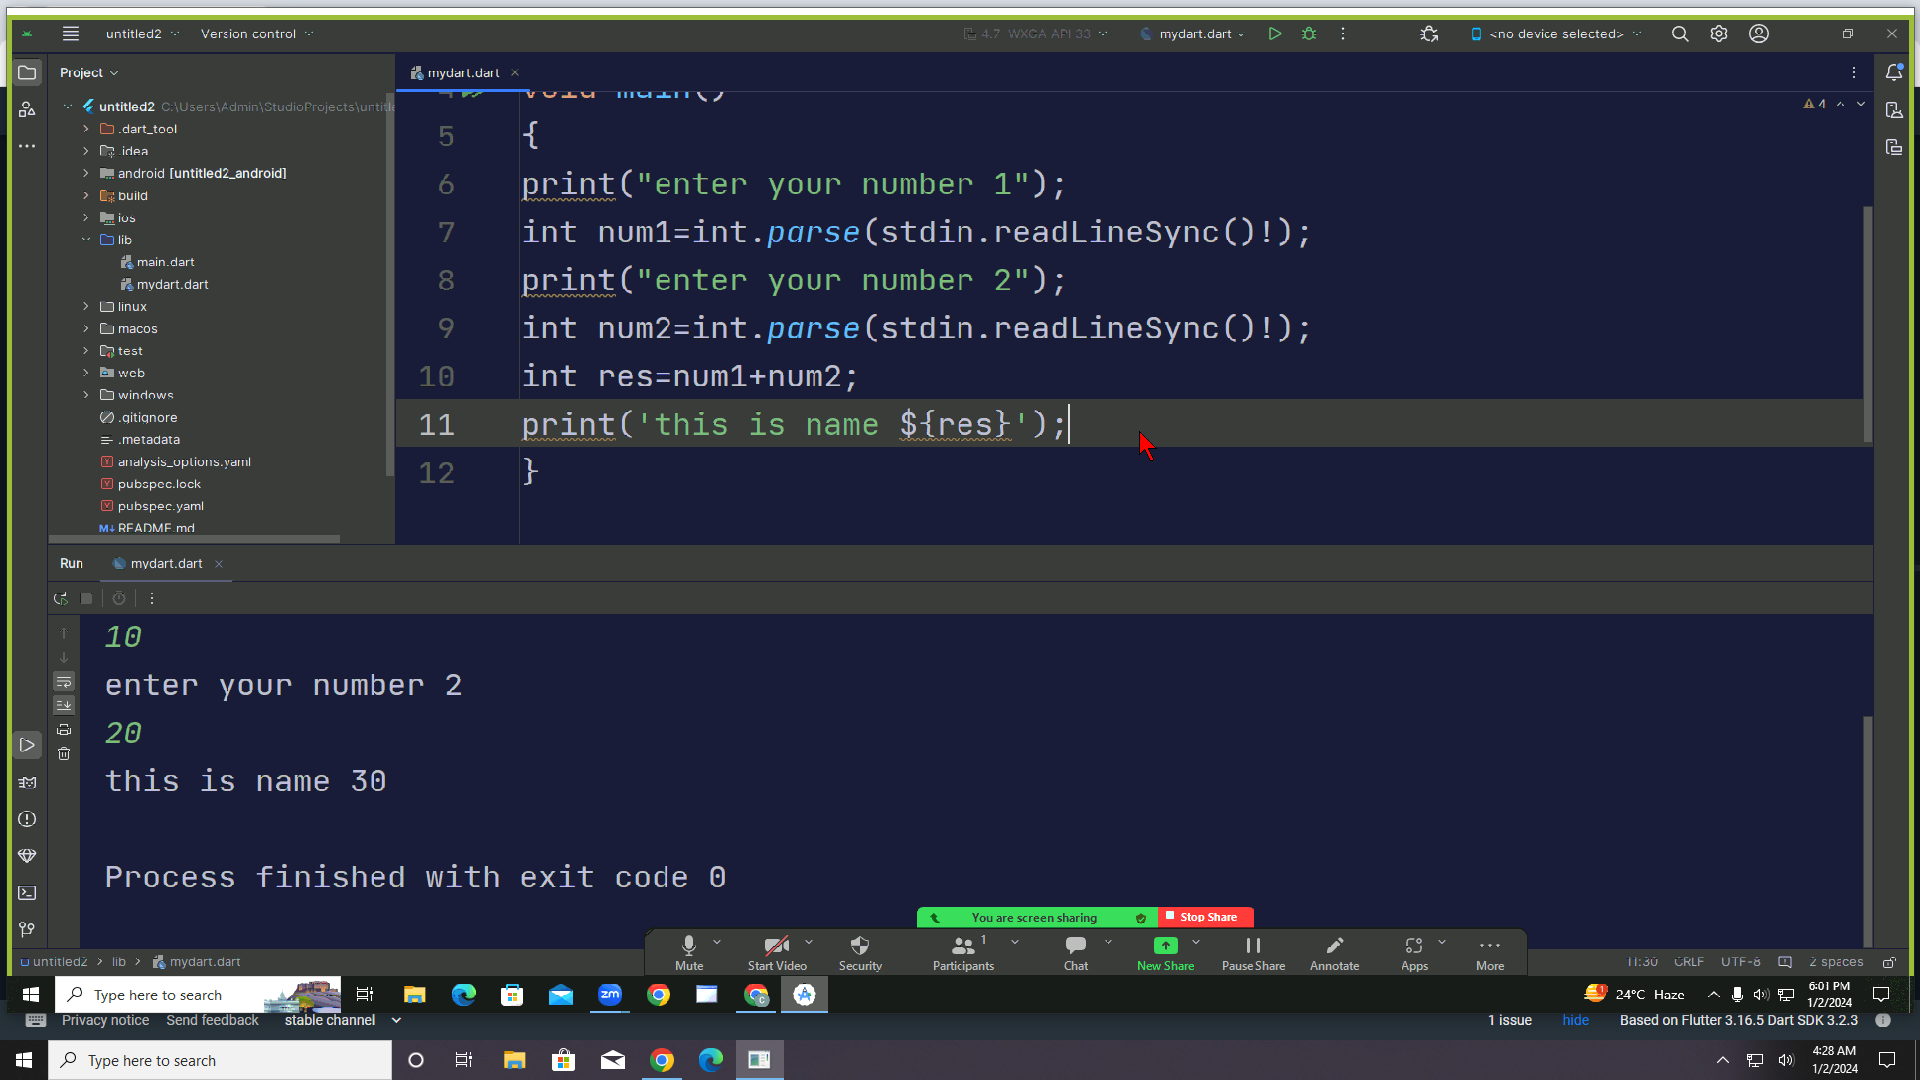 untitled2
Version control
4.7 WXGA API 33
mydart.dart
<no device selected>
Project
mydart.dart
untitled2 C:\Users\Admin\StudioProjects\untitle
.dart_tool
.idea
android [untitled2_android]
build
ios
lib
main.dart
mydart.dart
linux
macos
test
web
windows
.gitignore
.metadata
analysis_options.yaml
pubspec.lock
pubspec.yaml
M↓ README.md
4
4 void main()
5 {
6 print("enter your number 1");
7 int num1=int.parse(stdin.readLineSync()!);
8 print("enter your number 2");
9 int num2=int.parse(stdin.readLineSync()!);
10 int res=num1+num2;
11 print('this is name ${res}');
12 }
Run mydart.dart
10
enter your number 2
20
this is name 30
Process finished with exit code 0
You are screen sharing Stop Share
1
Mute Start Video Security Participants Chat New Share Pause Share Annotate Apps More
untitled2 > lib > mydart.dart
11:30 CRLF UTF-8 2 spaces
Type here to search
zm
24°C Haze
6:01 PM
1/2/2024
Privacy notice Send feedback stable channel
1 issue hide Based on Flutter 3.16.5 Dart SDK 3.2.3
Type here to search
4:28 AM
1/2/2024